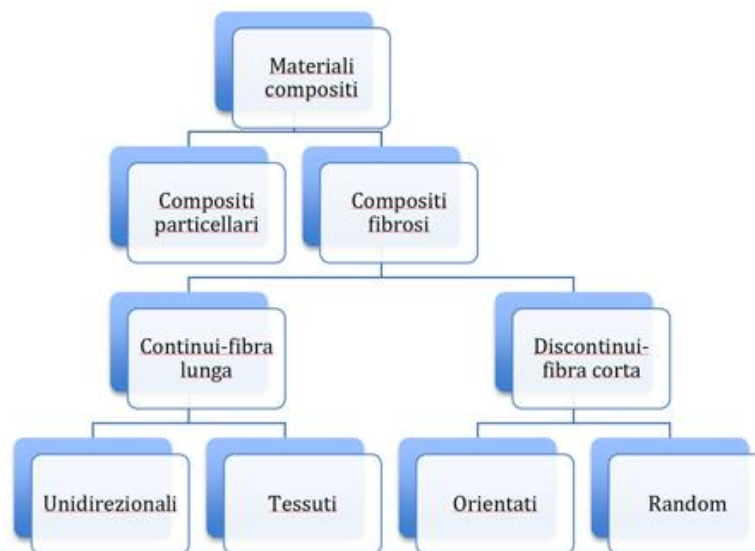 Materiali
compositi
Compositi
particellari
Compositi
fibrosi
Continui-fibra
lunga
Discontinui-
fibra corta
Unidirezionali
Tessuti
Orientati
Random